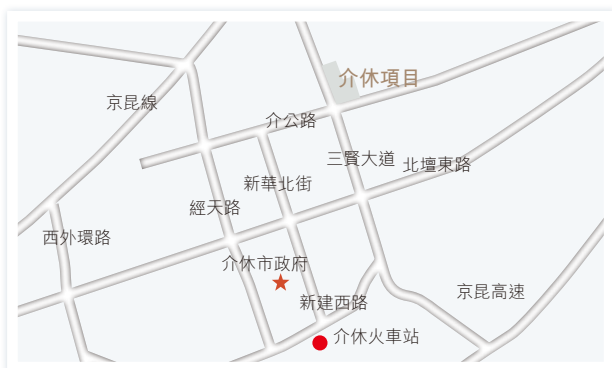 介休項目
京昆線
介公路
三賢大道
北壇東路
新華北街
經天路
西外環路
介休市政府
京昆高速
新建西路
介休火車站